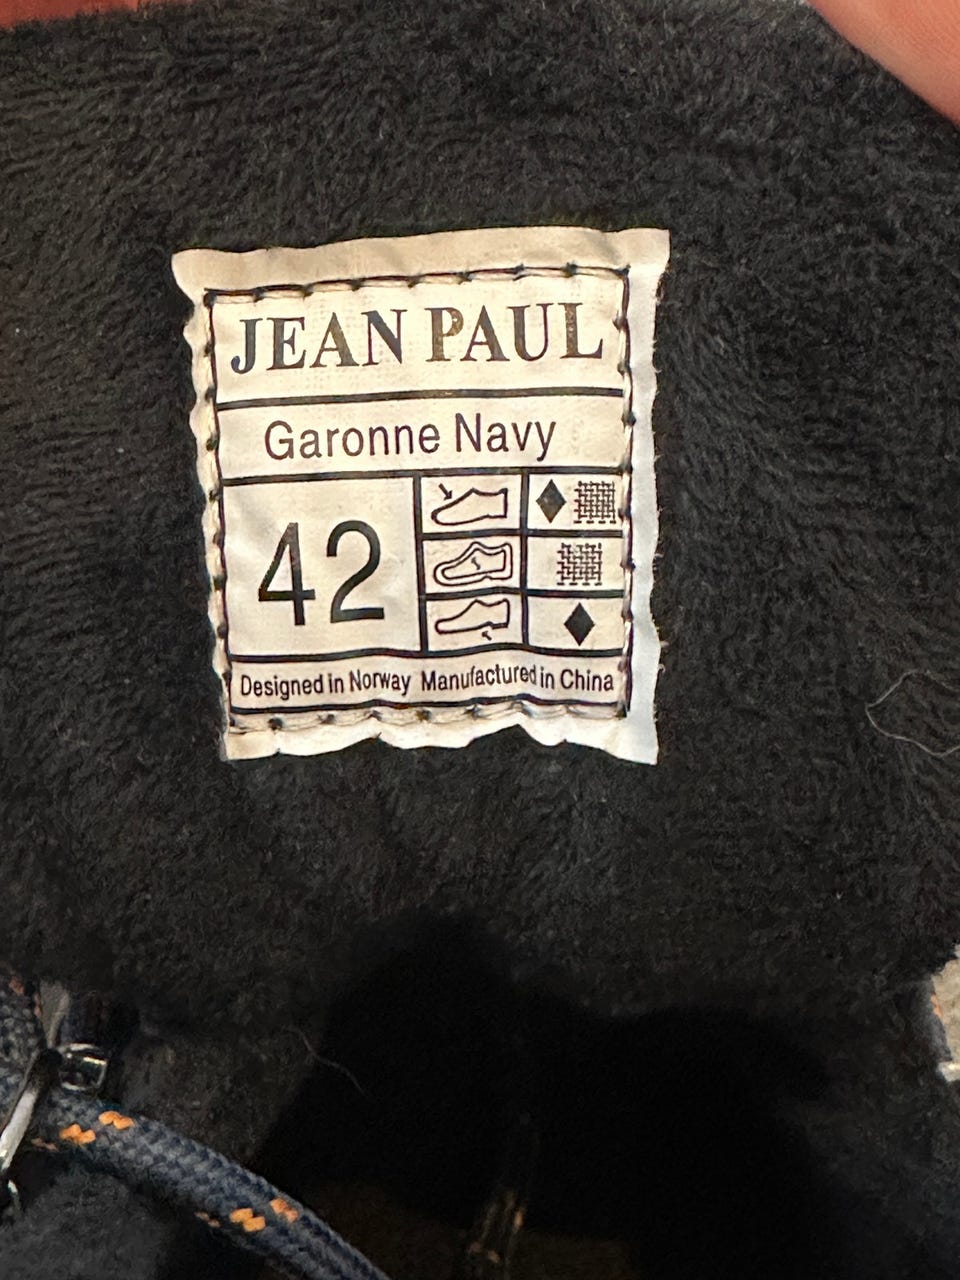 JEAN PAUL
Garonne Navy
42
Designed in Norway Manufactured in China